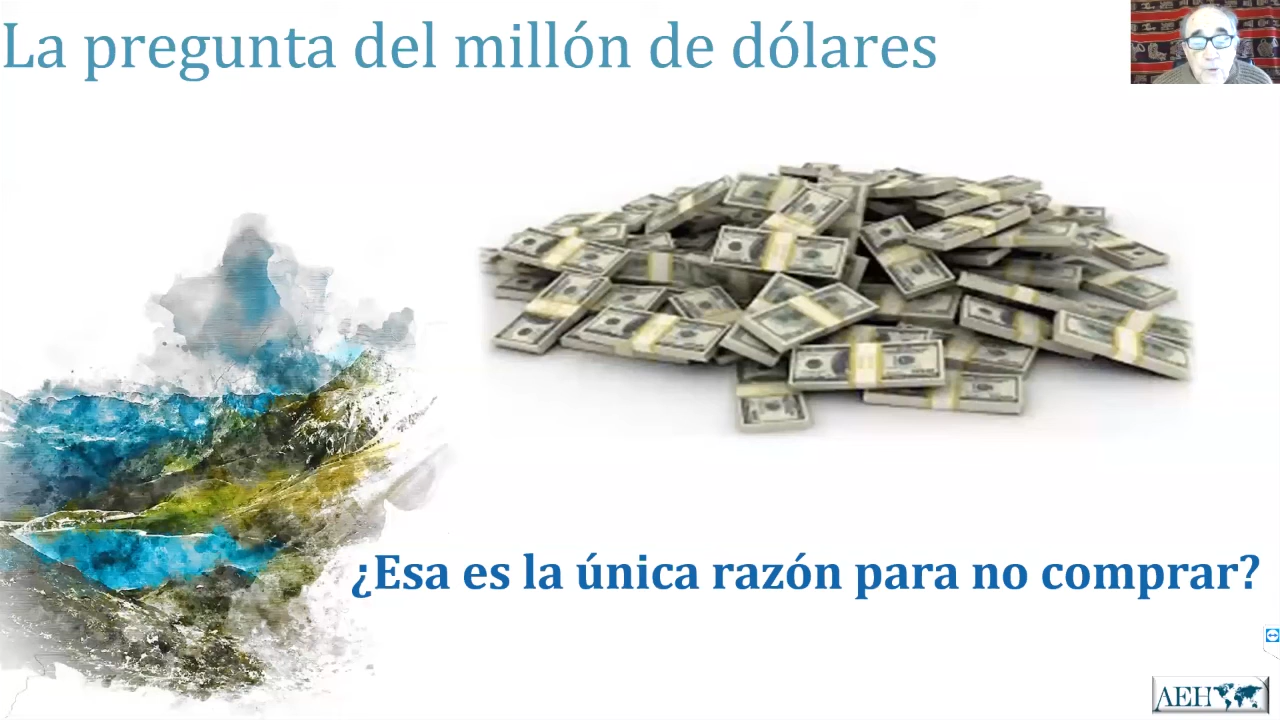 La pregunta del millón de dólares
¿Esa es la única razón para no comprar?
AEH